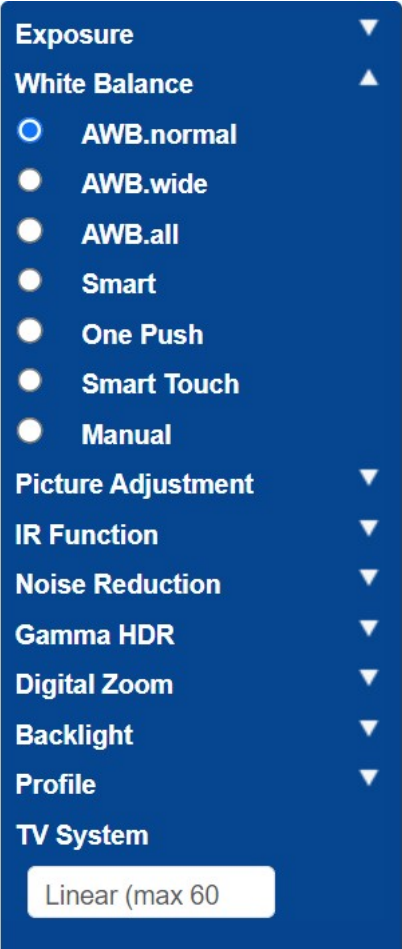 Exposure
White Balance
AWB.normal
AWB.wide
AWB.all
Smart
One Push
Smart Touch
Manual
Picture Adjustment
IR Function
Noise Reduction
Gamma HDR
Digital Zoom
Backlight
Profile
TV System
Linear (max 60